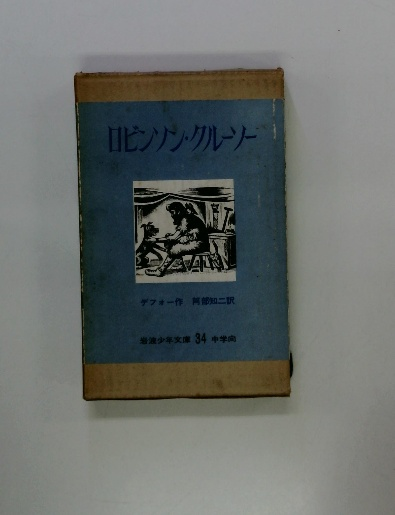 ロビンソン・クルーソー
デフォー作 阿部知二訳
岩波少年文庫 34 中学向